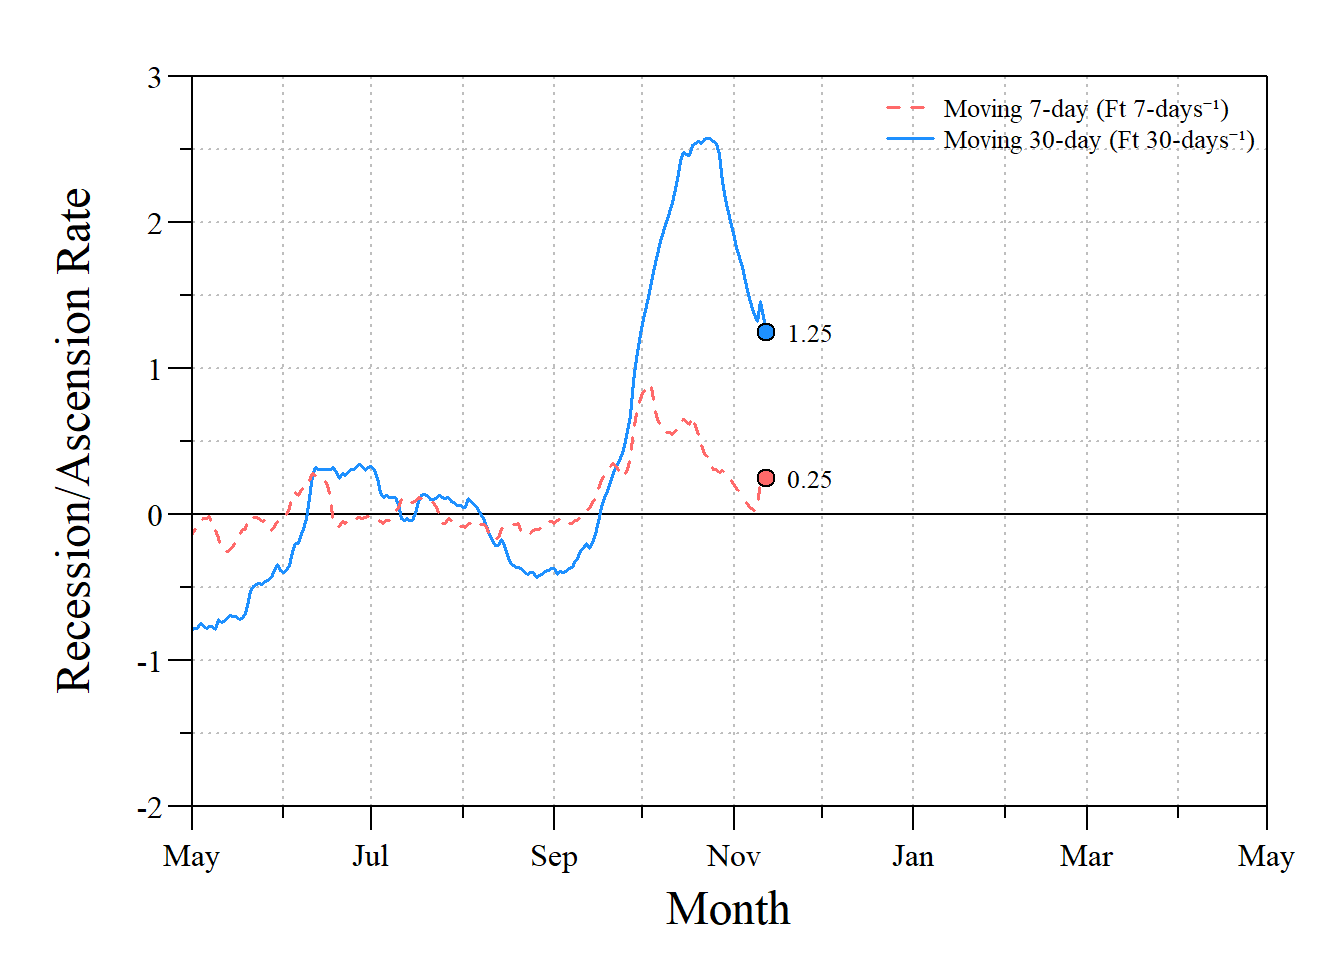 3
Moving 7-day (Ft 7-days⁻¹)
Moving 30-day (Ft 30-days⁻¹)
2
1
0
-1
-2
Recession/Ascension Rate
1.25
0.25
May Jul Sep Nov Jan Mar May
Month